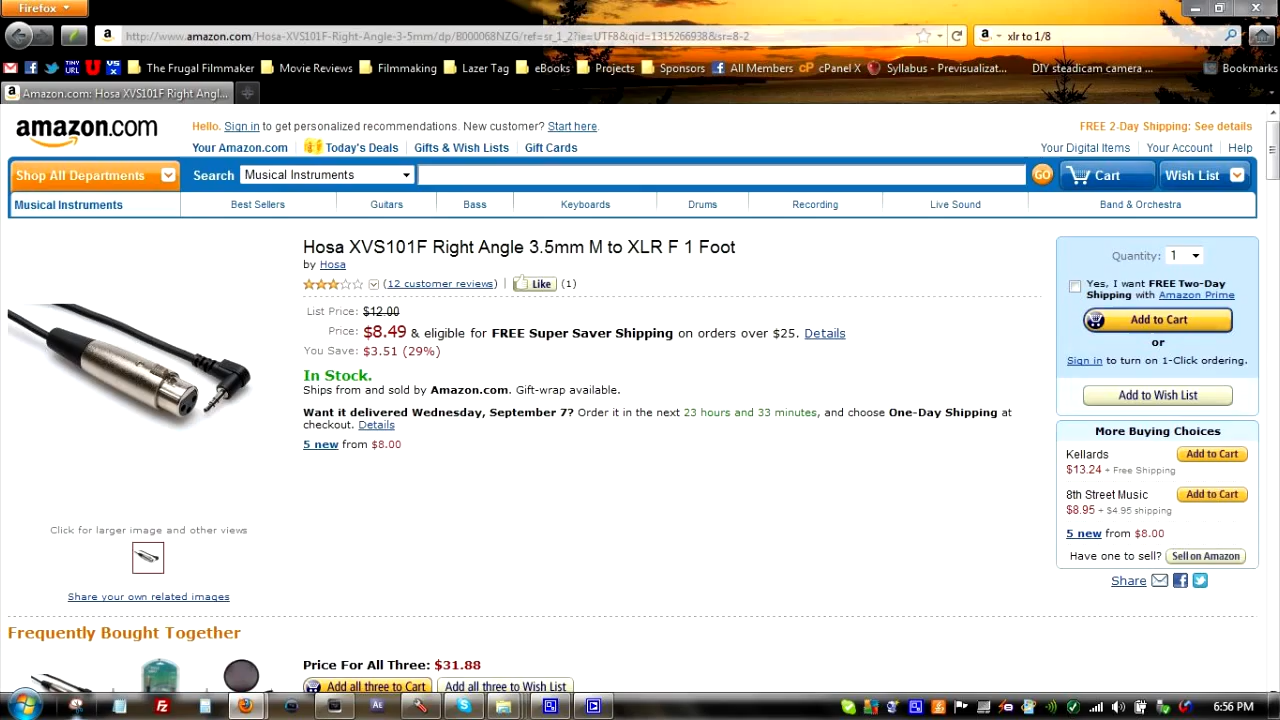 Firefox
http://www.amazon.com/Hosa-XVS101F-Right-Angle-3-5mm/dp/B000068NZG/ref=sr_1_2?ie=UTF8&qid=1315266938&sr=8-2
xlr to 1/8
The Frugal Filmmaker Movie Reviews Filmmaking Lazer Tag eBooks Projects Sponsors All Members cPanel X Syllabus - Previsualizat... DIY steadicam camera ... Bookmarks
Amazon.com: Hosa XVS101F Right Angl...
amazon.com
Hello. Sign in to get personalized recommendations. New customer? Start here.
FREE 2-Day Shipping: See details
Your Amazon.com Today's Deals Gifts & Wish Lists Gift Cards
Your Digital Items Your Account Help
Shop All Departments Search Musical Instruments GO Cart Wish List
Musical Instruments Best Sellers Guitars Bass Keyboards Drums Recording Live Sound Band & Orchestra
Hosa XVS101F Right Angle 3.5mm M to XLR F 1 Foot
by Hosa
(12 customer reviews) | Like (1)
List Price: $12.00
Price: $8.49 & eligible for FREE Super Saver Shipping on orders over $25. Details
You Save: $3.51 (29%)
In Stock.
Ships from and sold by Amazon.com. Gift-wrap available.
Want it delivered Wednesday, September 7? Order it in the next 23 hours and 33 minutes, and choose One-Day Shipping at
checkout. Details
5 new from $8.00
Click for larger image and other views
Share your own related images
Quantity: 1
Yes, I want FREE Two-Day
Shipping with Amazon Prime
Add to Cart
or
Sign in to turn on 1-Click ordering.
Add to Wish List
More Buying Choices
Kellards Add to Cart
$13.24 + Free Shipping
8th Street Music Add to Cart
$8.95 + $4.95 shipping
5 new from $8.00
Have one to sell? Sell on Amazon
Share
Frequently Bought Together
Price For All Three: $31.88
Add all three to Cart Add all three to Wish List
6:56 PM